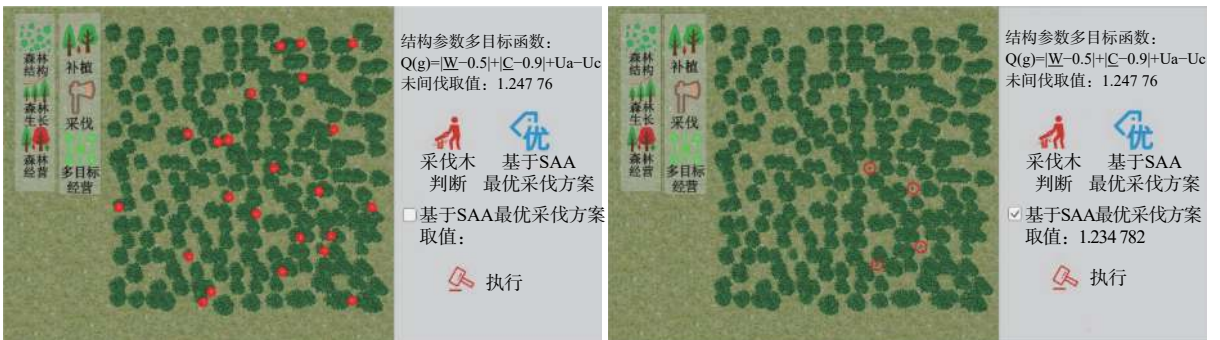 森林
结构
补植
森林
生长
采伐
森林
经营
多目标
经营
结构参数多目标函数：
Q(g)=|W−0.5|+|C−0.9|+Ua−Uc
未间伐取值：1.247 76
优
采伐木
判断
基于SAA
最优采伐方案
基于SAA最优采伐方案
取值：
执行
森林
结构
补植
森林
生长
采伐
森林
经营
多目标
经营
结构参数多目标函数：
Q(g)=|W−0.5|+|C−0.9|+Ua−Uc
未间伐取值：1.247 76
优
采伐木
判断
基于SAA
最优采伐方案
基于SAA最优采伐方案
取值：1.234 782
执行